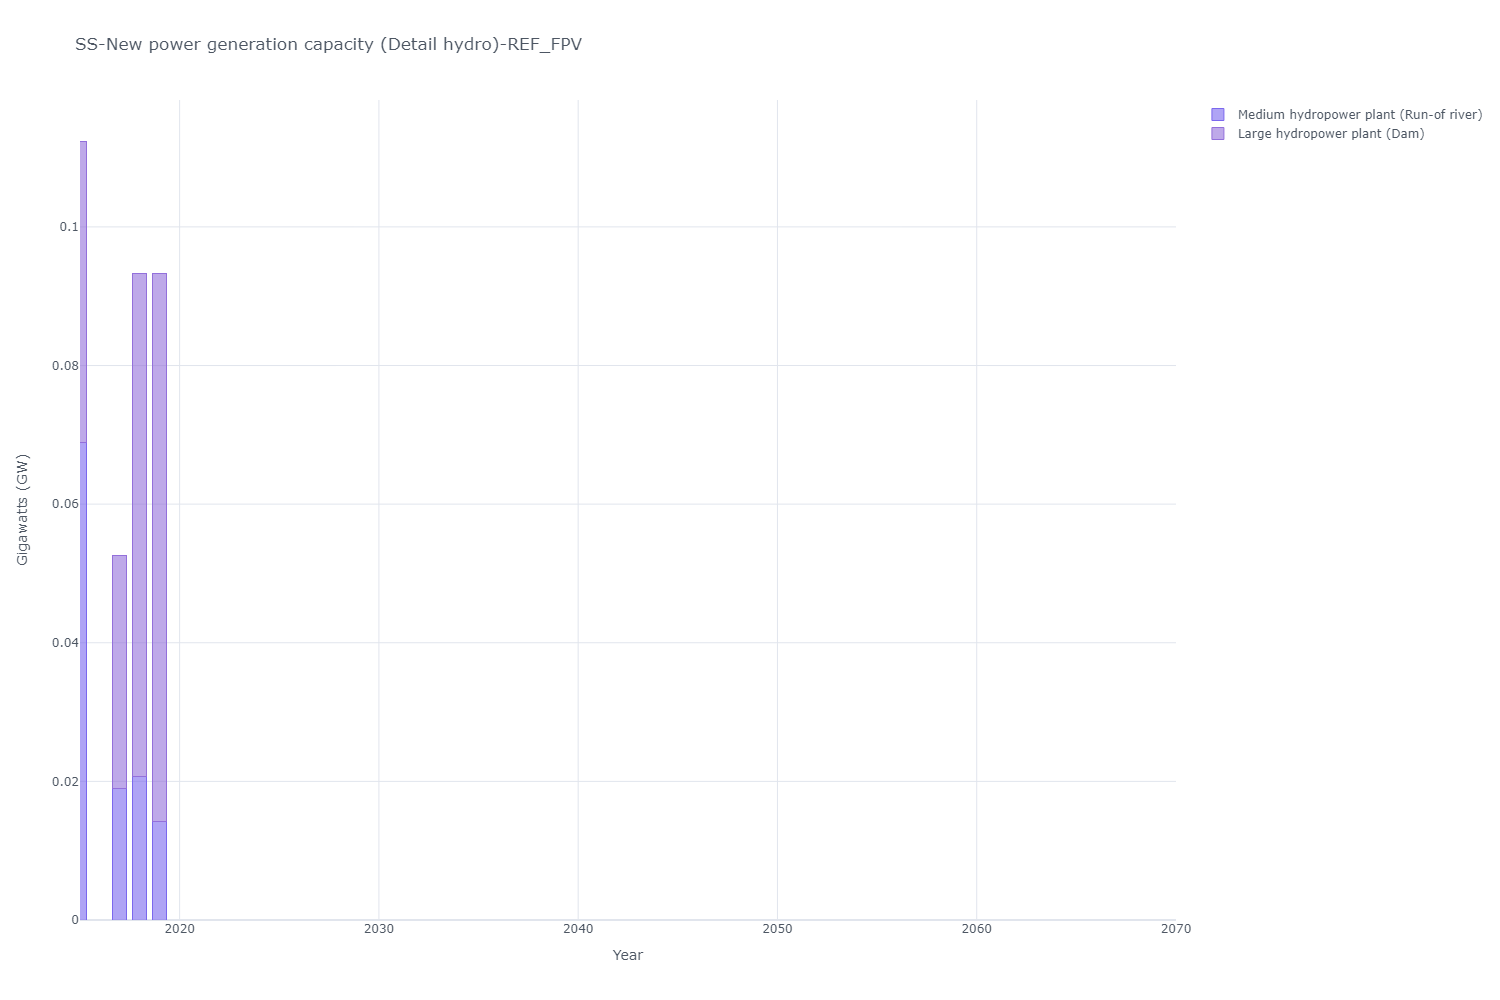 SS-New power generation capacity (Detail hydro)-REF_FPV
Medium hydropower plant (Run-of river)
Large hydropower plant (Dam)
0.1
0.08
0.06
0.04
0.02
0
Gigawatts (GW)
2020
2030
2040
2050
2060
2070
Year